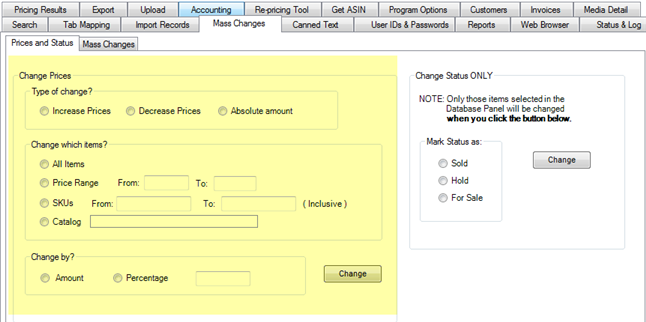 Pricing Results Export Upload Accounting Re-pricing Tool Get ASIN Program Options Customers Invoices Media Detail
Search Tab Mapping Import Records Mass Changes Canned Text User IDs & Passwords Reports Web Browser Status & Log
Prices and Status Mass Changes
Change Prices
Type of change?
Increase Prices Decrease Prices Absolute amount
Change which items?
All Items
Price Range From: To:
SKUs From: To: ( Inclusive )
Catalog
Change by?
Amount Percentage
Change
Change Status ONLY
NOTE: Only those items selected in the
Database Panel will be changed
when you click the button below.
Mark Status as:
Sold
Hold
For Sale
Change